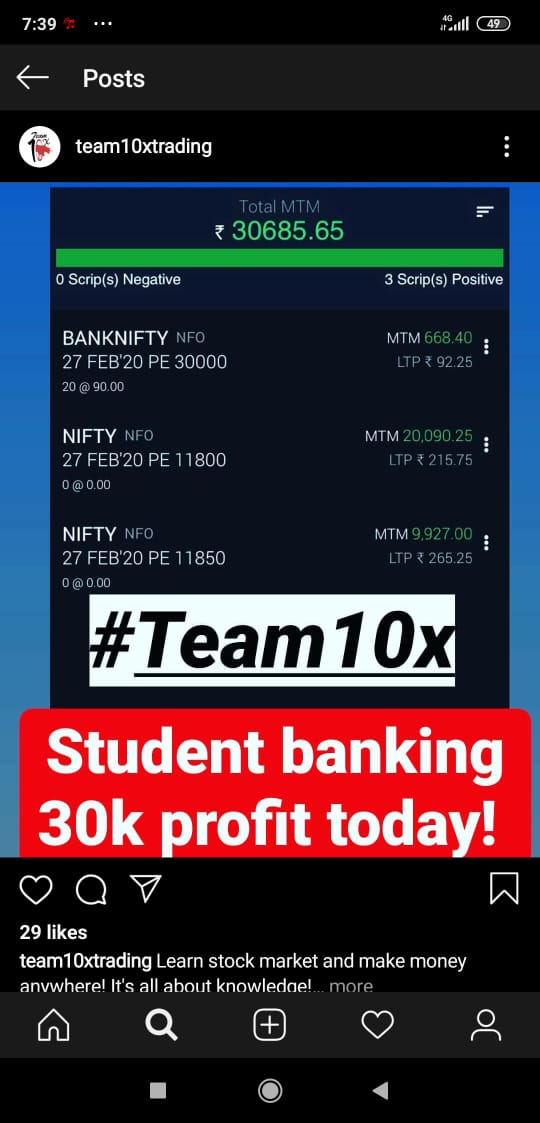 7:39 ...
4G 49
Posts
Team 10X
team10xtrading
Total MTM
₹ 30685.65
0 Scrip(s) Negative 3 Scrip(s) Positive
BANKNIFTY NFO MTM 668.40
27 FEB'20 PE 30000 LTP ₹ 92.25
20 @ 90.00
NIFTY NFO MTM 20,090.25
27 FEB'20 PE 11800 LTP ₹ 215.75
0 @ 0.00
NIFTY NFO MTM 9,927.00
27 FEB'20 PE 11850 LTP ₹ 265.25
0 @ 0.00
#Team10x
Student banking
30k profit today!
29 likes
team10xtrading Learn stock market and make money
anywhere! It's all about knowledge!... more